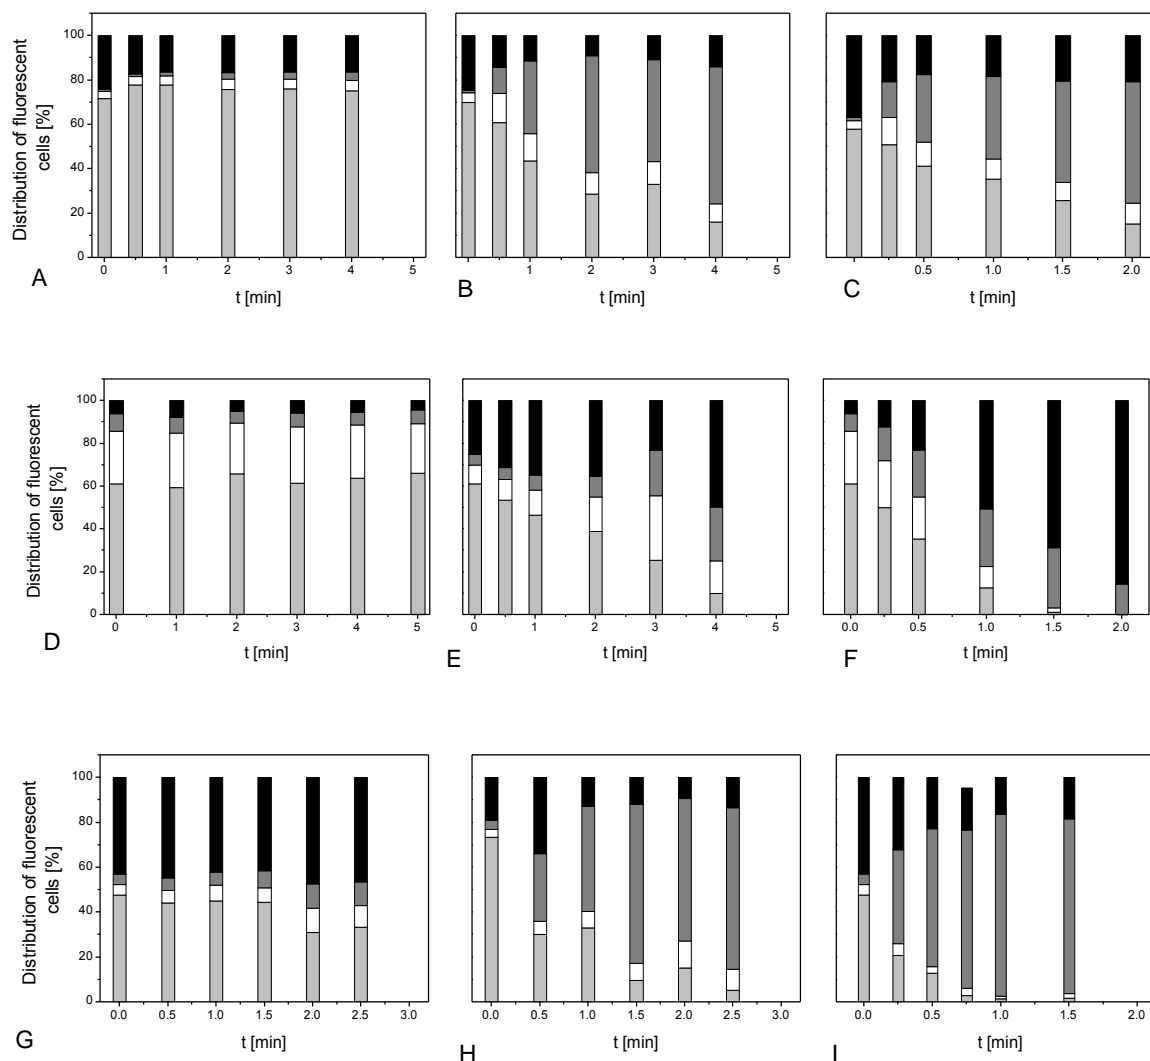 100
80
60
40
20
0
Distribution of fluorescent
cells [%]
0 1 2 3 4 5
t [min]
A
0 1 2 3 4 5
t [min]
B
0.5 1.0 1.5 2.0
t [min]
C
100
80
60
40
20
0
Distribution of fluorescent
cells [%]
0 1 2 3 4 5
t [min]
D
0 1 2 3 4 5
t [min]
E
0.0 0.5 1.0 1.5 2.0
t [min]
F
100
80
60
40
20
0
Distribution of fluorescent
cells [%]
0.0 0.5 1.0 1.5 2.0 2.5 3.0
t [min]
G
0.0 0.5 1.0 1.5 2.0 2.5 3.0
t [min]
H
0.0 0.5 1.0 1.5 2.0
t [min]
I